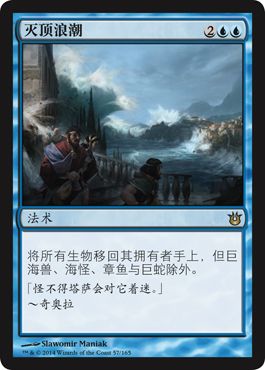 灭顶浪潮 2
法术
将所有生物移回其拥有者手上，但巨
海兽、海怪、章鱼与巨蛇除外。
「怪不得塔萨会对它着迷。」
～奇奥拉
Slawomir Maniak
™ & © 2014 Wizards of the Coast 57/165